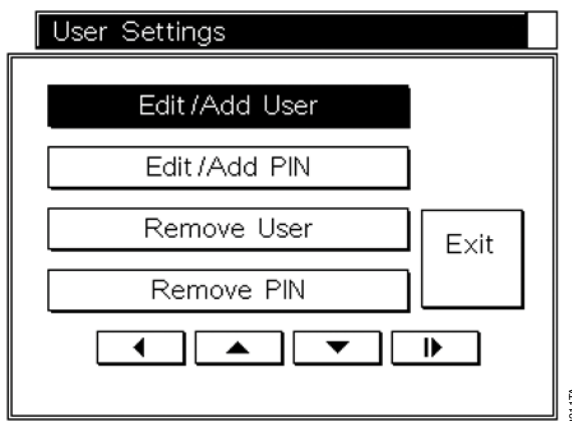 User Settings
Edit/Add User
Edit/Add PIN
Remove User
Exit
Remove PIN